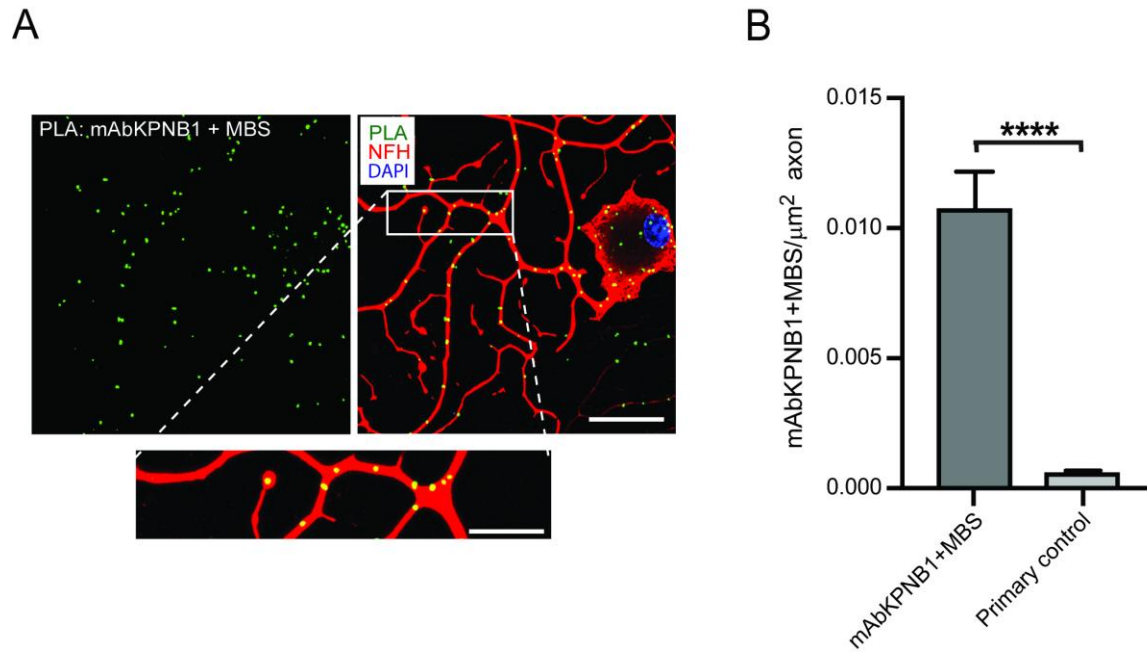 A
PLA: mAbKPNB1 + MBS
PLA
NFH
DAPI
B
mAbKPNB1+MBS/μm² axon
0.015
0.010
0.005
0.000
****
mAbKPNB1+MBS
Primary control